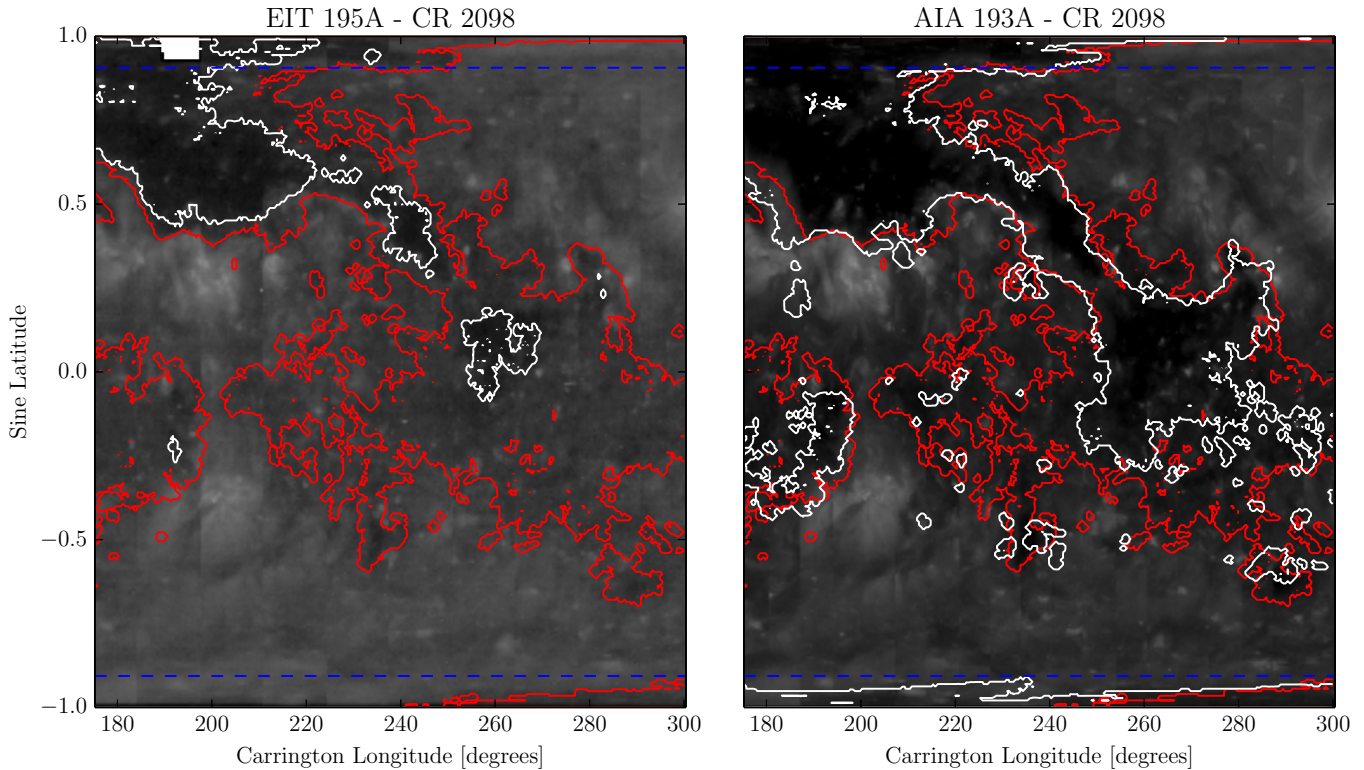 EIT 195A - CR 2098
AIA 193A - CR 2098
1.0
0.5
0.0
−0.5
−1.0
Sine Latitude
180 200 220 240 260 280 300
180 200 220 240 260 280 300
Carrington Longitude [degrees]
Carrington Longitude [degrees]